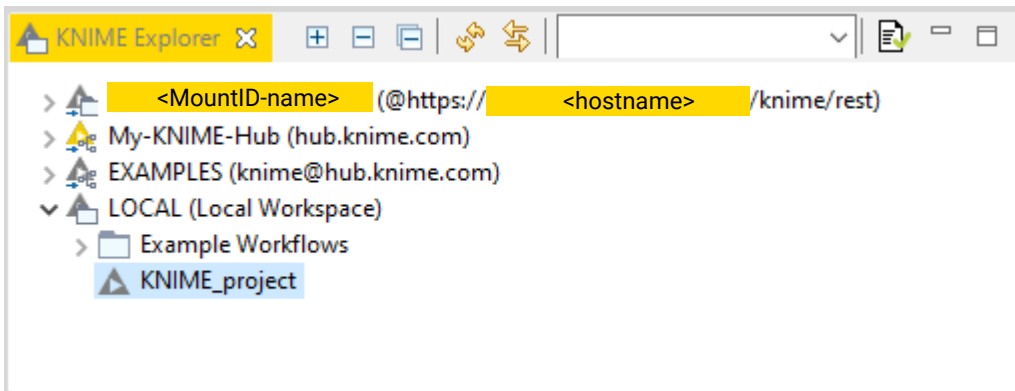 KNIME Explorer
<MountID-name> (@https:// <hostname> /knime/rest)
My-KNIME-Hub (hub.knime.com)
EXAMPLES (knime@hub.knime.com)
LOCAL (Local Workspace)
Example Workflows
KNIME_project